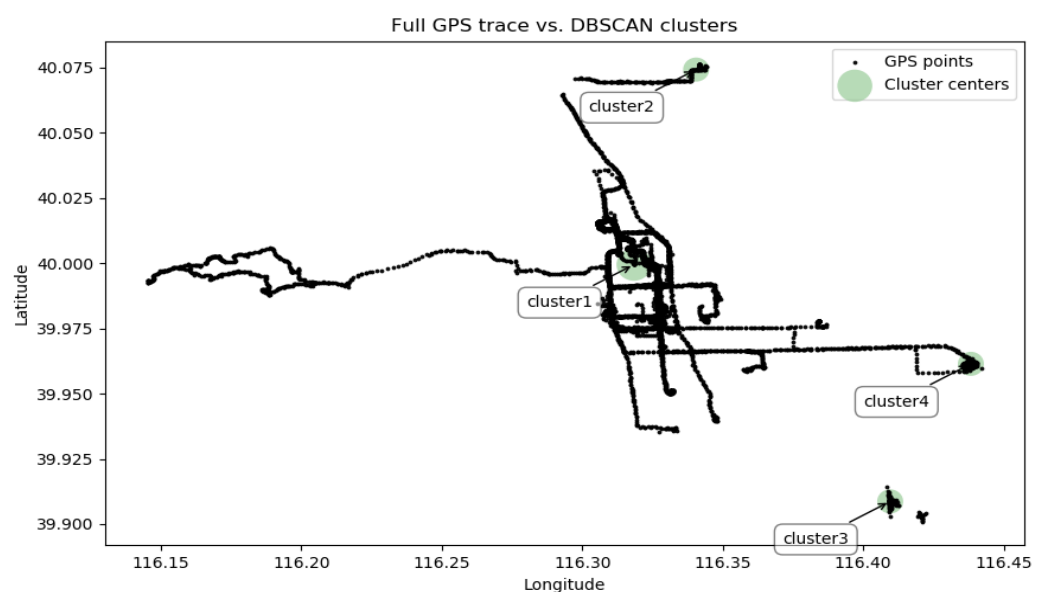 Full GPS trace vs. DBSCAN clusters
GPS points
Cluster centers
40.075
40.050
40.025
40.000
39.975
39.950
39.925
39.900
Latitude
cluster2
cluster1
cluster4
cluster3
116.15
116.20
116.25
116.30
116.35
116.40
116.45
Longitude